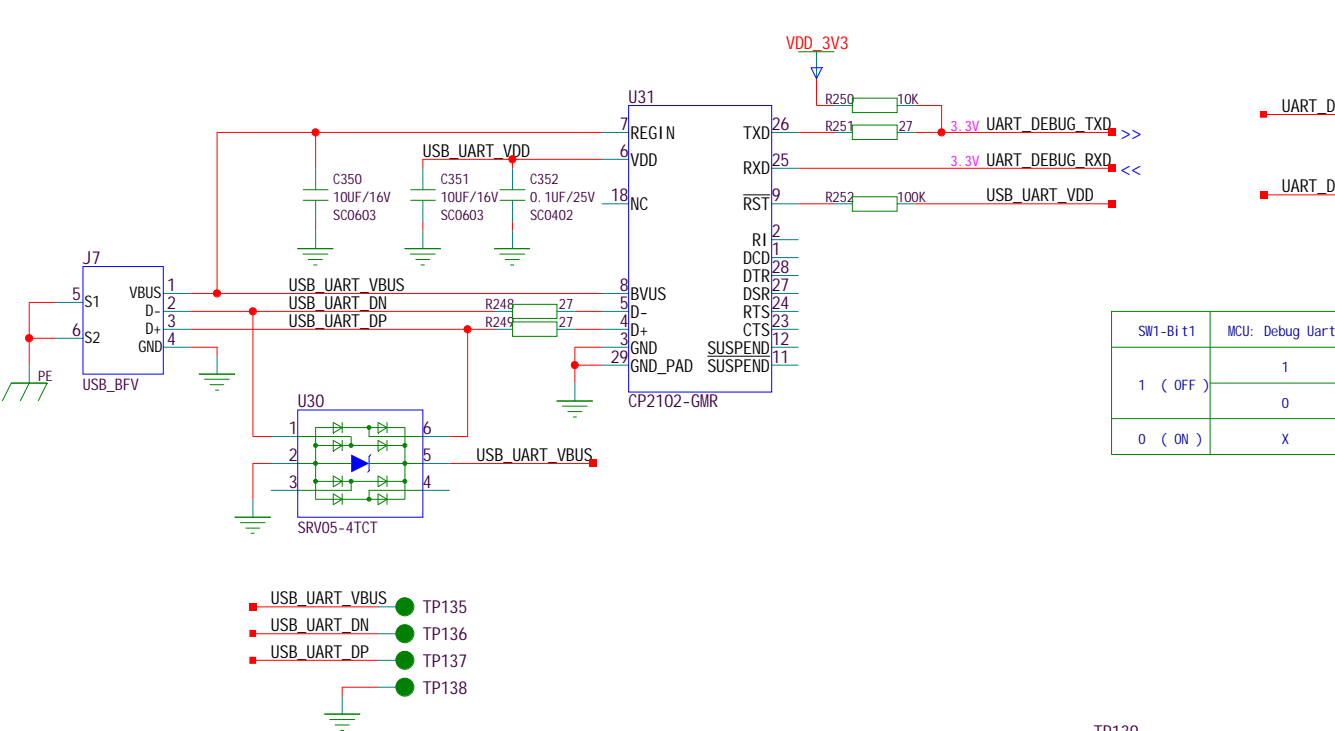 VDD_3V3
U31
R250 10K
7 REGIN
TXD 26
R251 27
3.3V UART_DEBUG_TXD >>
UART_D
USB_UART_VDD
6 VDD
RXD 25
3.3V UART_DEBUG_RXD <<
C350
10UF/16V
SC0603
C351
10UF/16V
SC0603
C352
0.1UF/25V
SC0402
18 NC
RST 9
R252 100K
USB_UART_VDD
UART_D
RI 2
DCD 1
DTR 28
DSR 27
RTS 24
CTS 23
SUSPEND 12
SUSPEND 11
J7
5 S1
6 S2
VBUS 1
D- 2
D+ 3
GND 4
PE
USB_BFV
USB_UART_VBUS
USB_UART_DN
USB_UART_DP
R248 27
R249 27
8 BVUS
5 D-
4 D+
3 GND
29 GND_PAD
CP2102-GMR
SW1-Bit1 MCU: Debug Uart
1 ( OFF ) 1
0
0 ( ON ) X
U30
1 6
2 5
3 4
USB_UART_VBUS
SRV05-4TCT
USB_UART_VBUS TP135
USB_UART_DN TP136
USB_UART_DP TP137
TP138